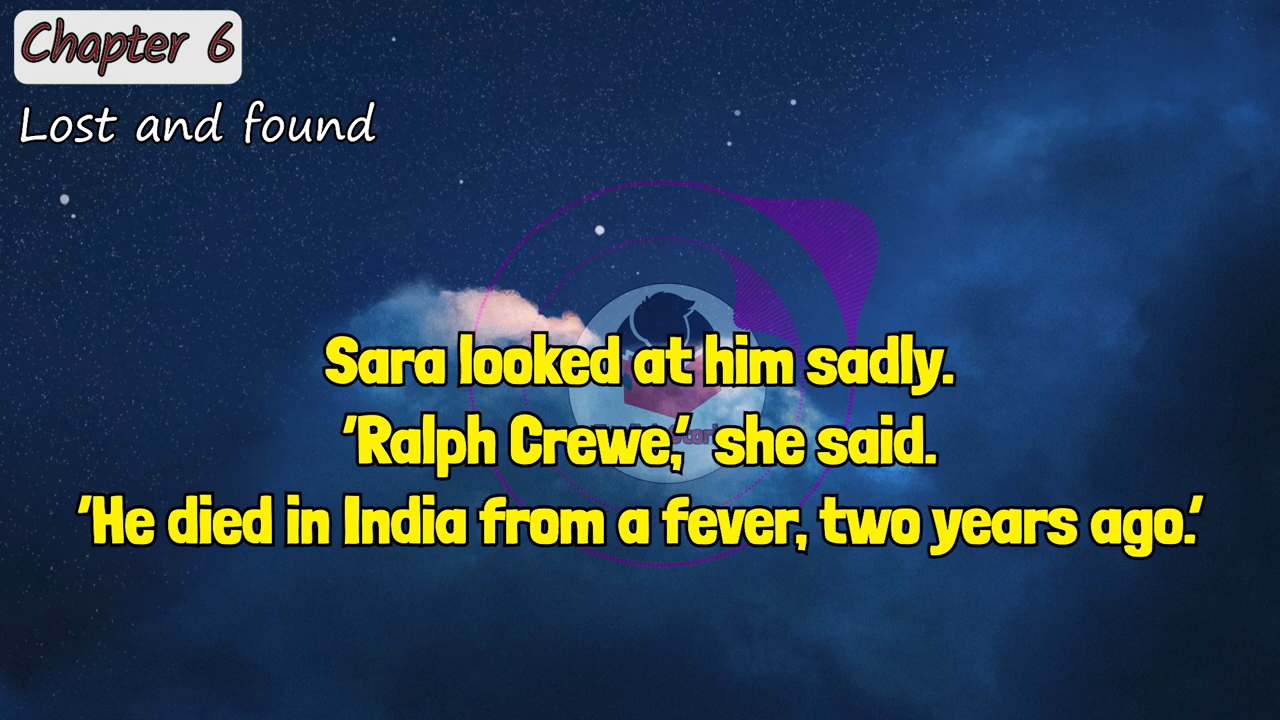 Chapter 6
Lost and found
Sara looked at him sadly.
'Ralph Crewe,' she said.
'He died in India from a fever, two years ago.'